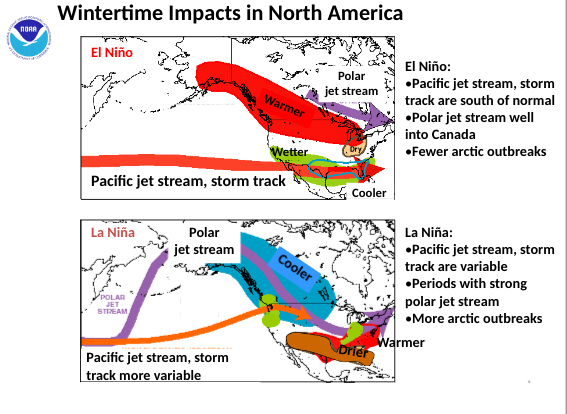 Wintertime Impacts in North America
NOAA
El Niño
Polar
jet stream
Warmer
Wetter
Dry
Pacific jet stream, storm track
Cooler
El Niño:
•Pacific jet stream, storm
track are south of normal
•Polar jet stream well
into Canada
•Fewer arctic outbreaks
La Niña
Polar
jet stream
Cooler
POLAR
JET
STREAM
Warmer
Drier
Pacific jet stream, storm
track more variable
La Niña:
•Pacific jet stream, storm
track are variable
•Periods with strong
polar jet stream
•More arctic outbreaks